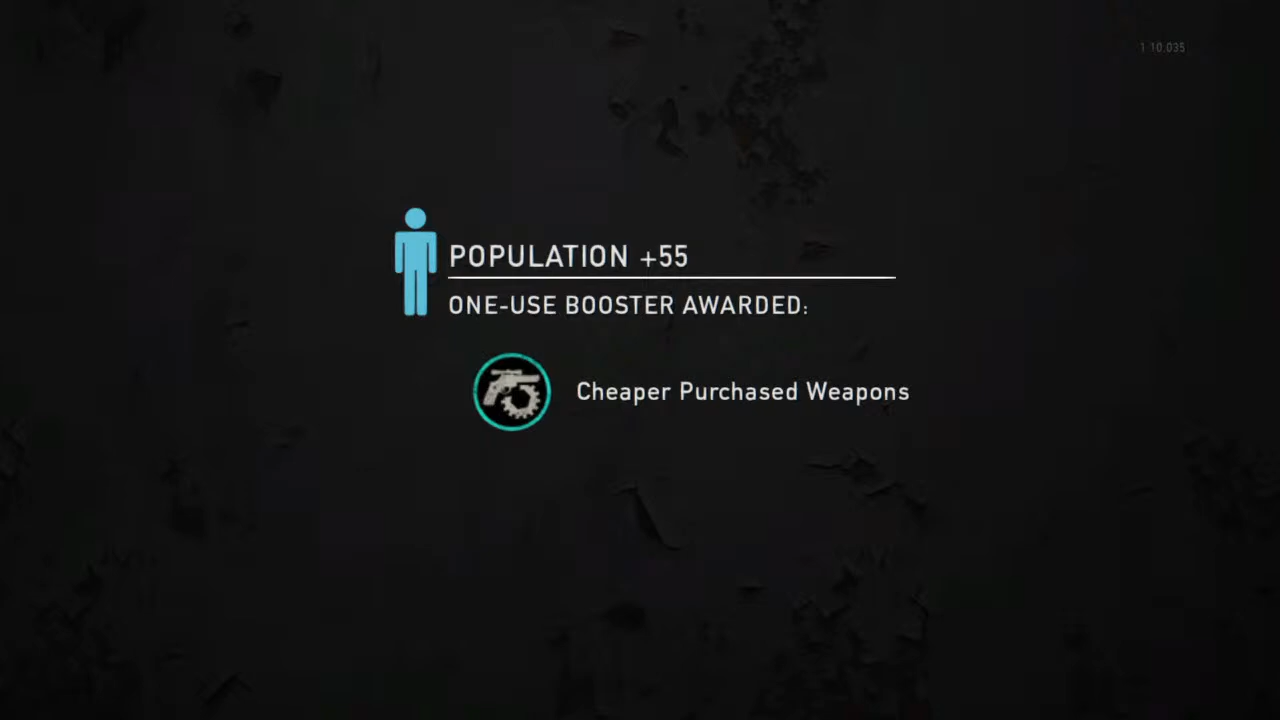 1 10.035
POPULATION +55
ONE-USE BOOSTER AWARDED:
Cheaper Purchased Weapons